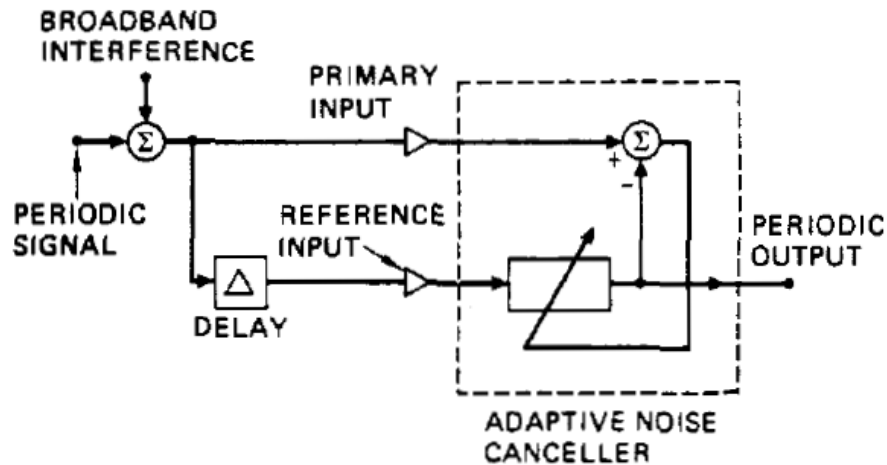 BROADBAND
INTERFERENCE
PRIMARY
INPUT
Σ
Σ
+
-
PERIODIC
SIGNAL
REFERENCE
INPUT
PERIODIC
OUTPUT
Δ
DELAY
ADAPTIVE NOISE
CANCELLER